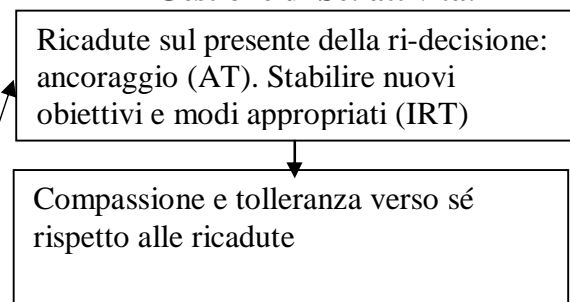 Ricadute sul presente della ri-decisione:
ancoraggio (AT). Stabilire nuovi
obiettivi e modi appropriati (IRT)
Compassione e tolleranza verso sé
rispetto alle ricadute